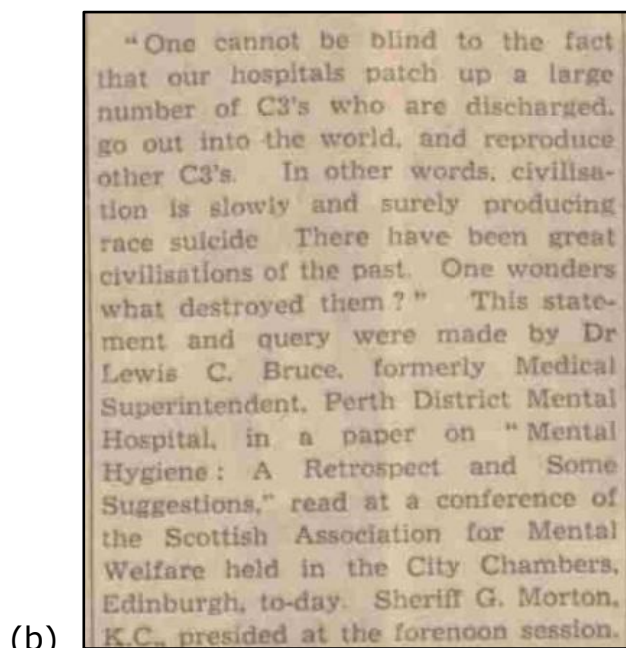 "One cannot be blind to the fact
that our hospitals patch up a large
number of C3's who are discharged,
go out into the world, and reproduce
other C3's. In other words, civilisa-
tion is slowly and surely producing
race suicide There have been great
civilisations of the past. One wonders
what destroyed them?" This state-
ment and query were made by Dr
Lewis C. Bruce, formerly Medical
Superintendent, Perth District Mental
Hospital, in a paper on "Mental
Hygiene: A Retrospect and Some
Suggestions," read at a conference of
the Scottish Association for Mental
Welfare held in the City Chambers,
Edinburgh, to-day. Sheriff G. Morton,
(b) K.C., presided at the forenoon session.